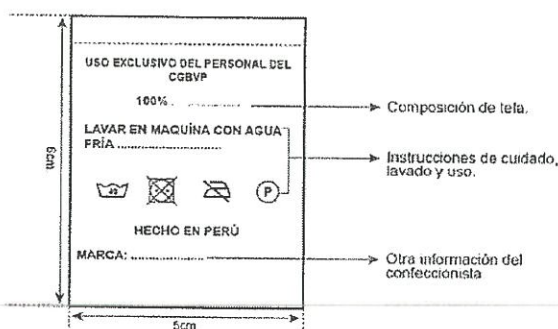 USO EXCLUSIVO DEL PERSONAL DEL
CGBVP
100%. .................... Composición de tela.
LAVAR EN MAQUÍNA CON AGUA
FRÍA ........................
Instrucciones de cuidado,
lavado y uso.
P
HECHO EN PERÚ
MARCA: ................ Otra información del
confeccionista
6cm
5cm